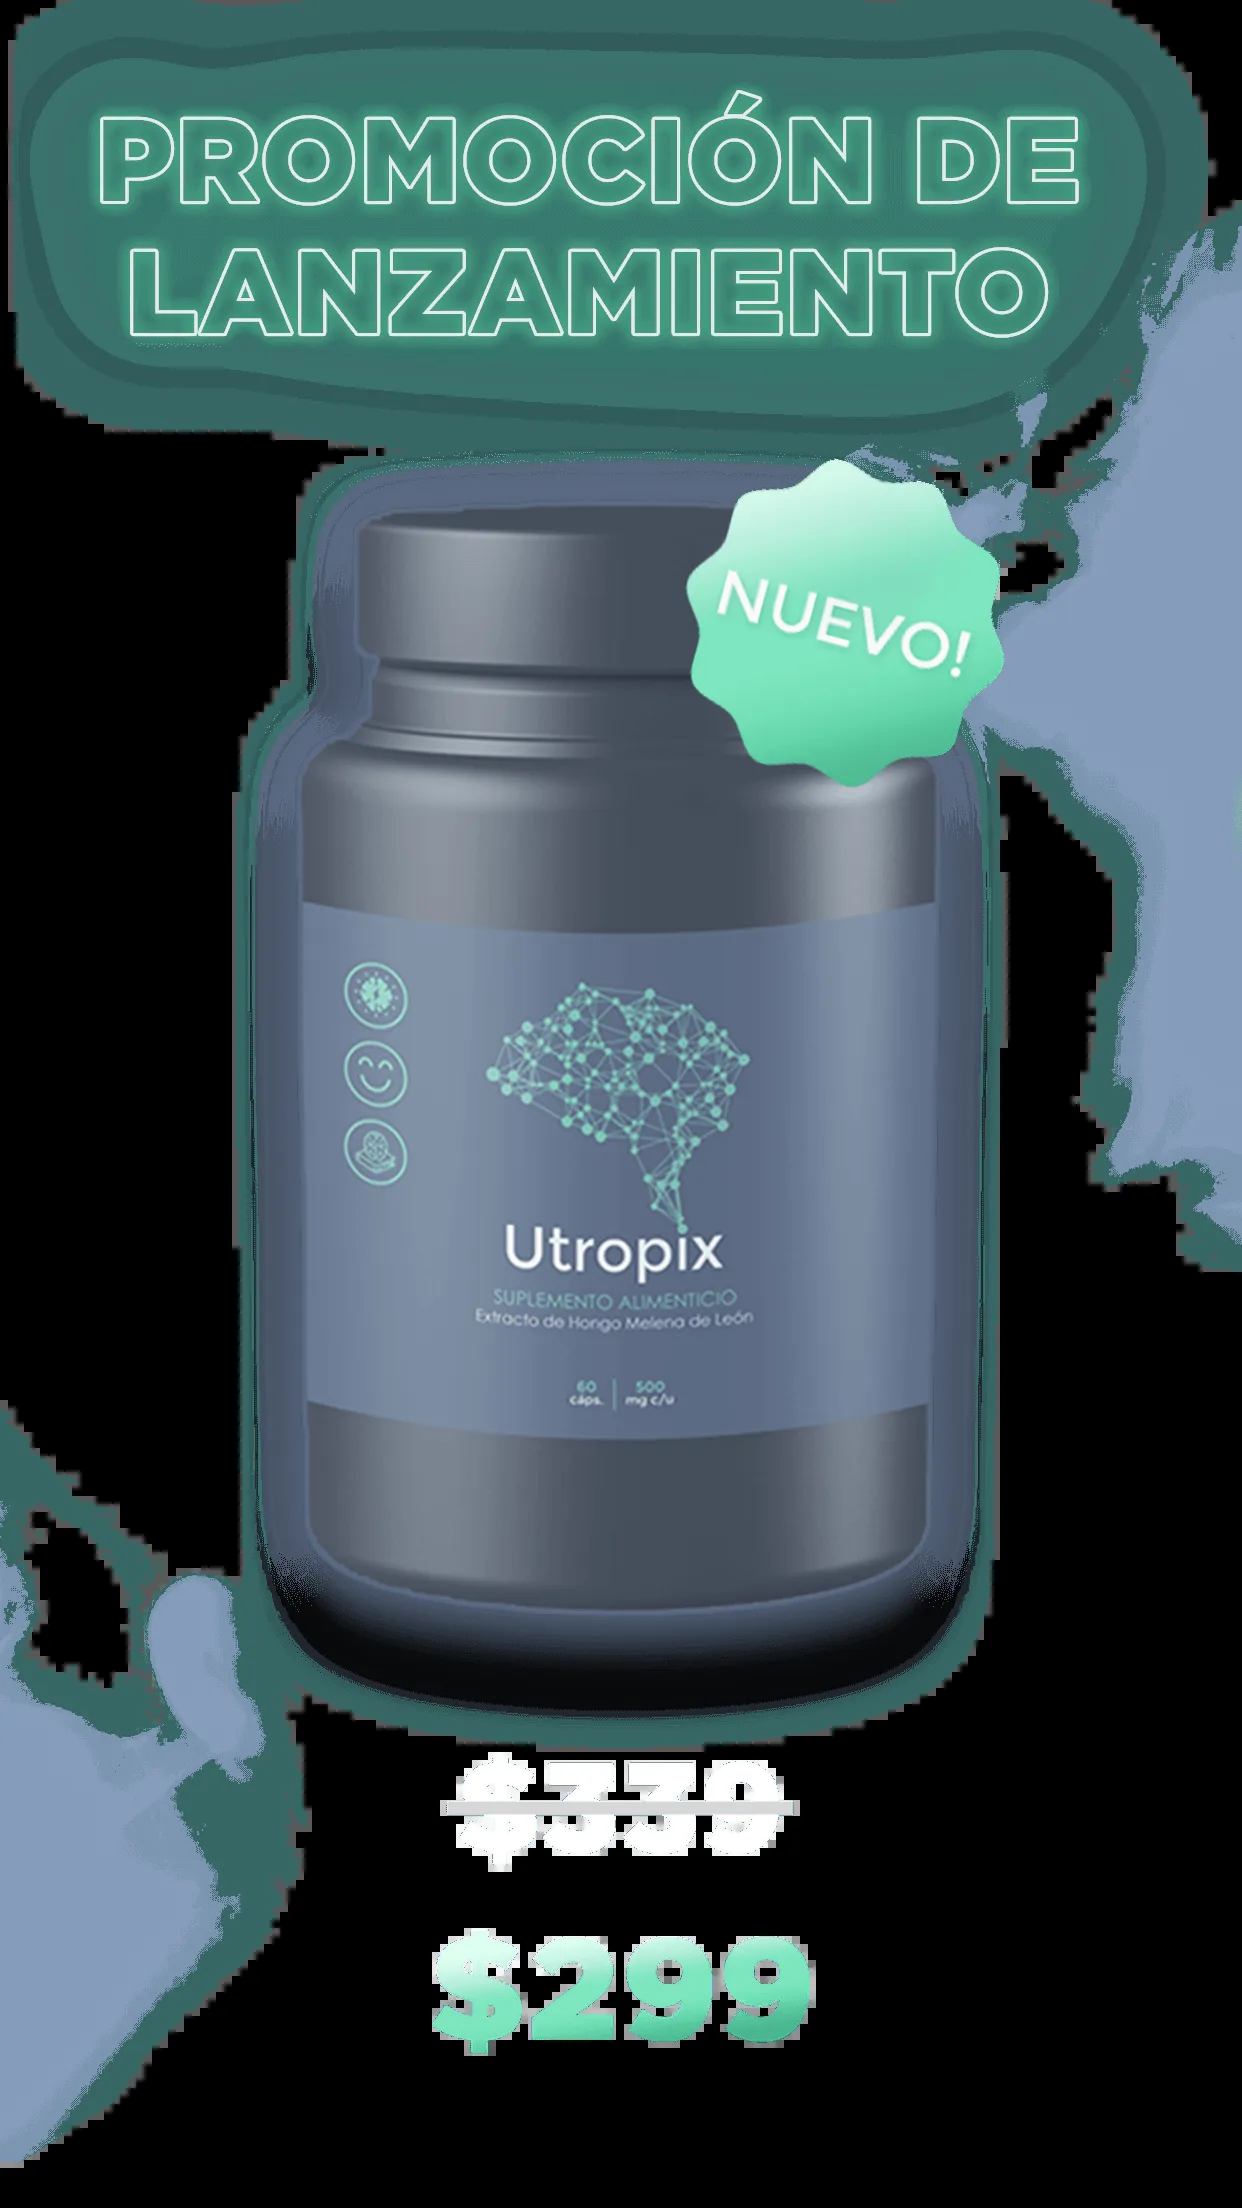 PROMOCIÓN DE
LANZAMIENTO
NUEVO!
Utropix
SUPLEMENTO ALIMENTICIO
Extracto de Hongo Melena de León
60 500
cáps. mg c/u
$339
$299